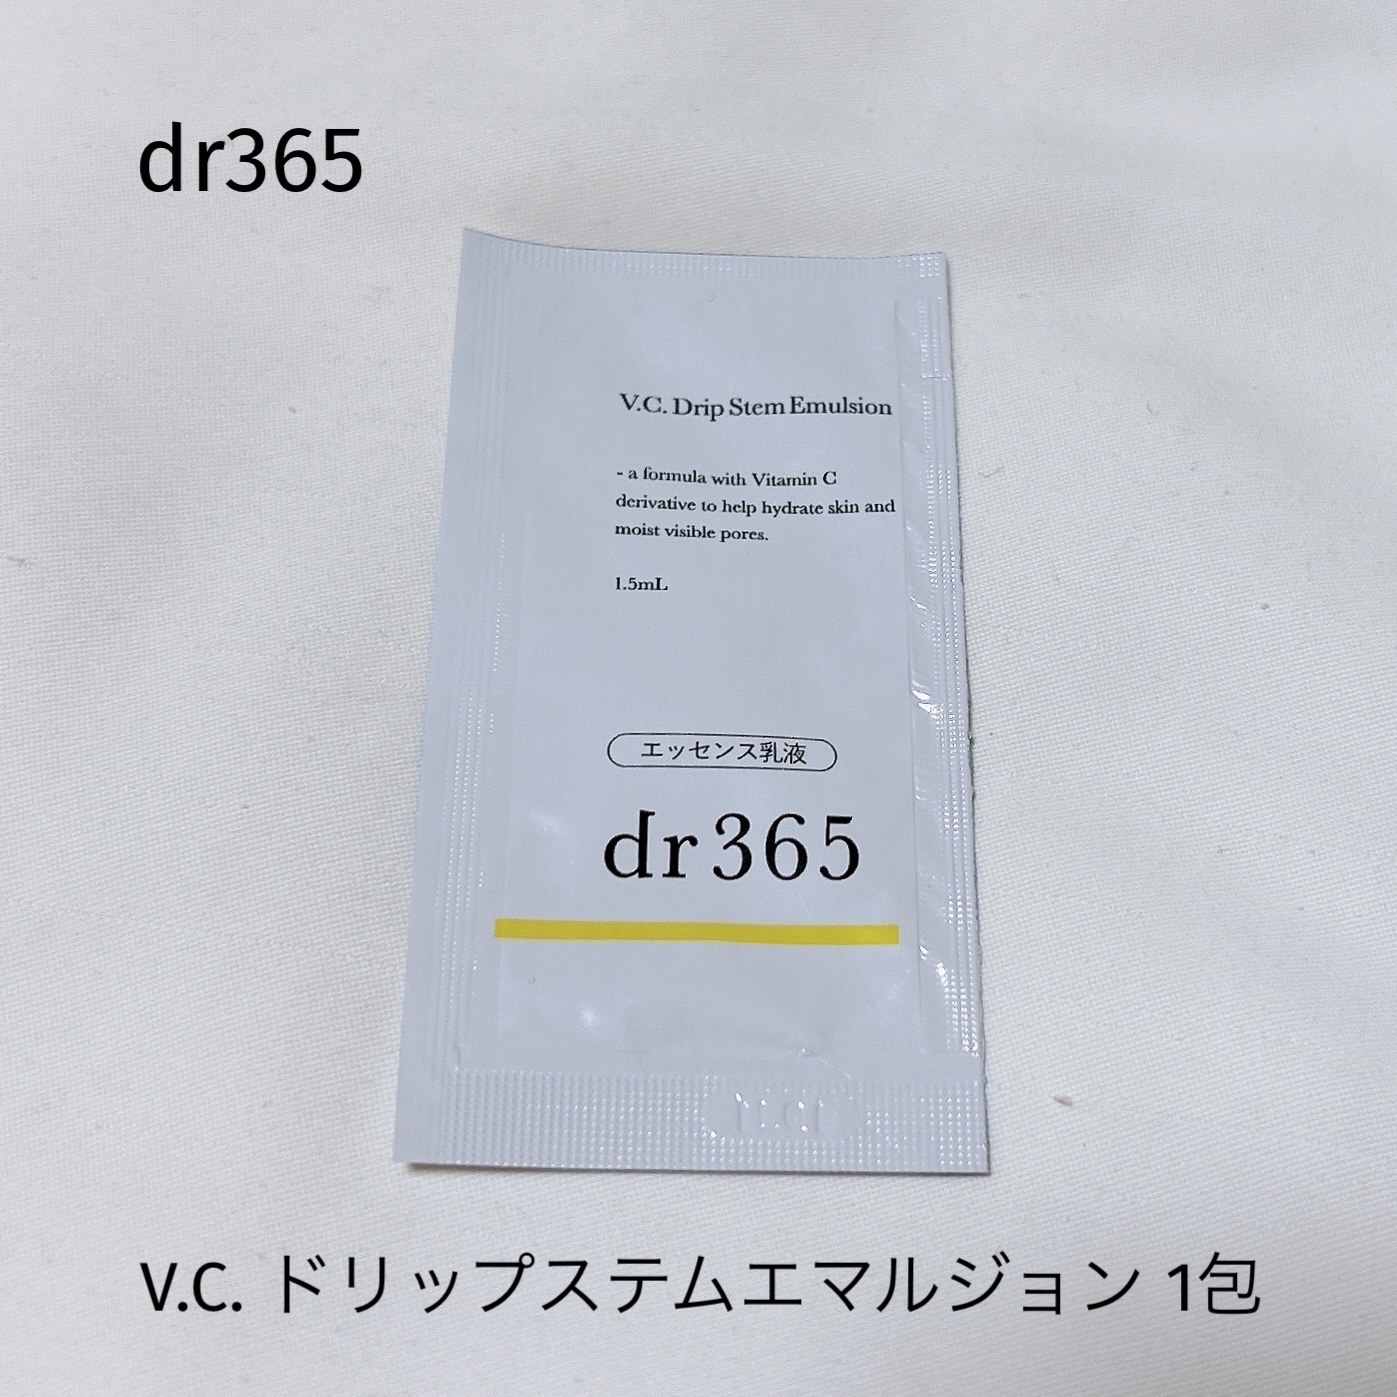 dr365
V.C. Drip Stem Emulsion
- a formula with Vitamin C
derivative to help hydrate skin and
moist visible pores.
1.5mL
エッセンス乳液
dr365
V.C. ドリップステムエマルジョン 1包